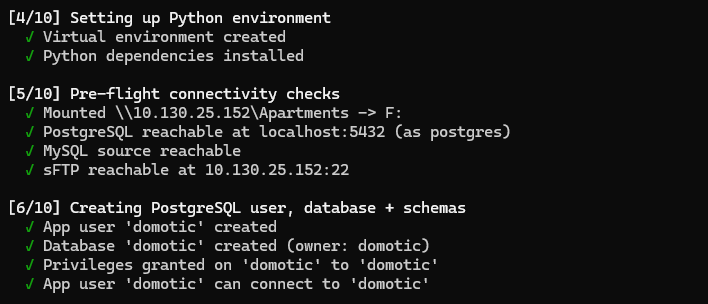 [4/10] Setting up Python environment
✓ Virtual environment created
✓ Python dependencies installed
[5/10] Pre-flight connectivity checks
✓ Mounted \\10.130.25.152\Apartments -> F:
✓ PostgreSQL reachable at localhost:5432 (as postgres)
✓ MySQL source reachable
✓ sFTP reachable at 10.130.25.152:22
[6/10] Creating PostgreSQL user, database + schemas
✓ App user 'domotic' created
✓ Database 'domotic' created (owner: domotic)
✓ Privileges granted on 'domotic' to 'domotic'
✓ App user 'domotic' can connect to 'domotic'